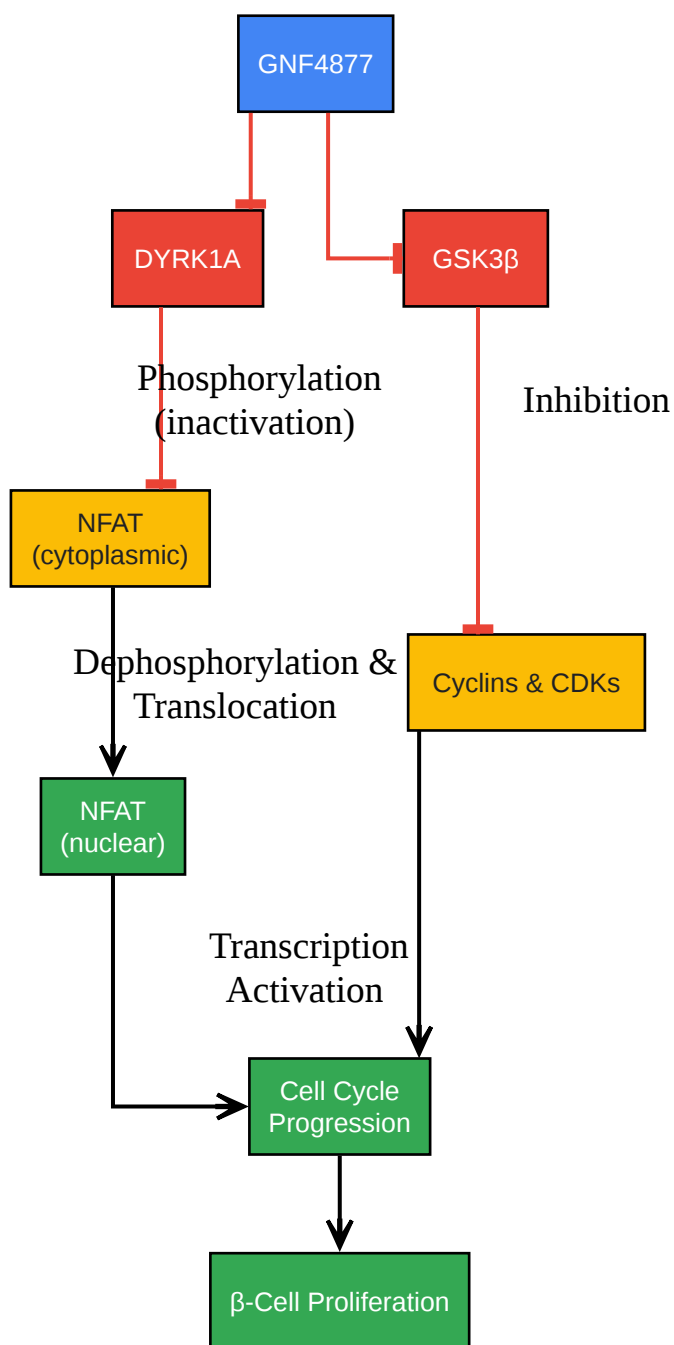 GNF4877
DYRK1A
GSK3β
Phosphorylation
(inactivation)
Inhibition
NFAT
(cytoplasmic)
Dephosphorylation &
Translocation
Cyclins & CDKs
NFAT
(nuclear)
Transcription
Activation
Cell Cycle
Progression
β-Cell Proliferation